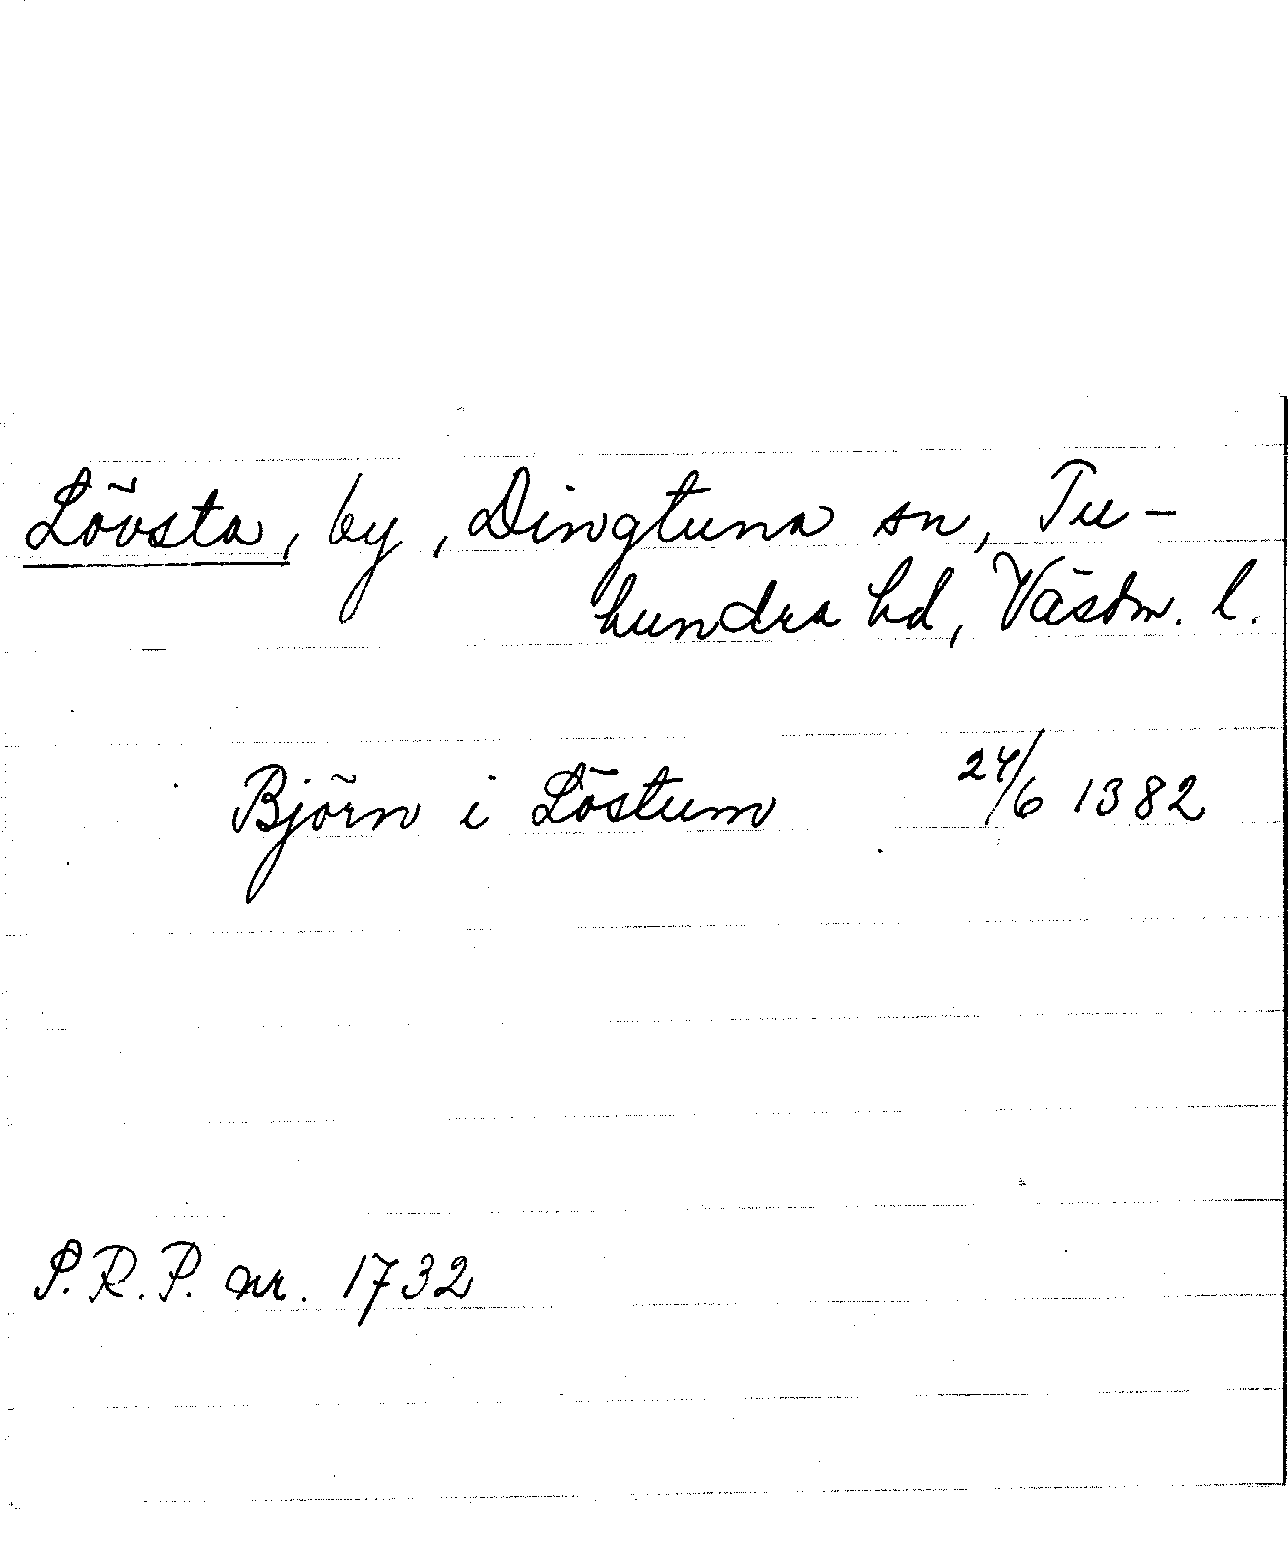 Lövsta, by, Dingtuna sn, Tu-
hundra hd, Västm. l.
Björn i Löstum 24/6 1382
S.R.P. nr. 1732